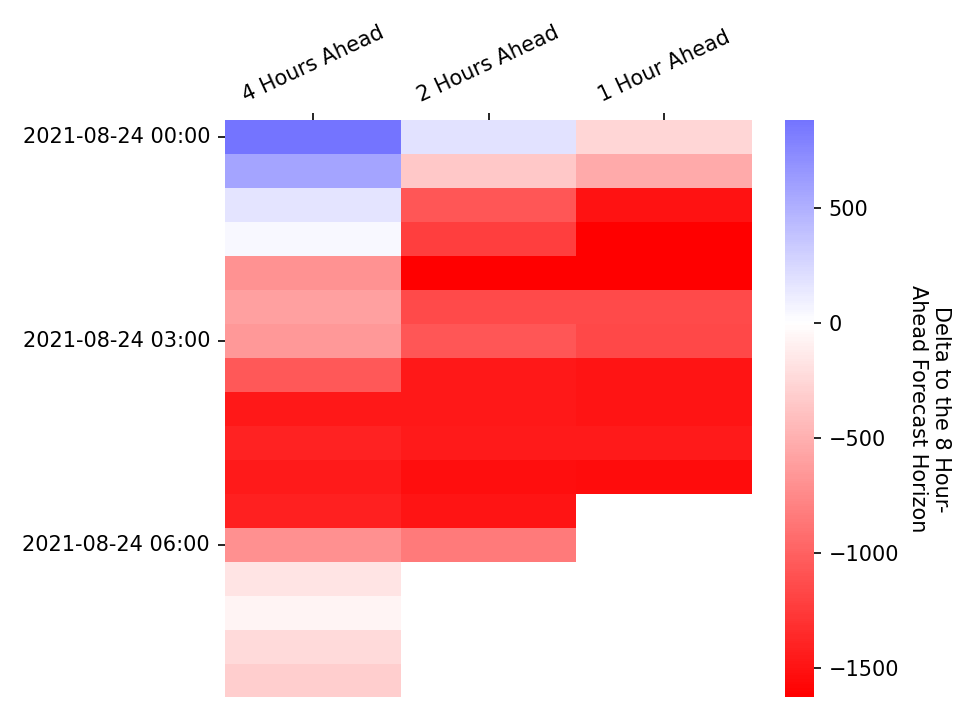 4 Hours Ahead
2 Hours Ahead
1 Hour Ahead
2021-08-24 00:00
2021-08-24 03:00
2021-08-24 06:00
500
0
−500
−1000
−1500
Delta to the 8 Hour-
Ahead Forecast Horizon